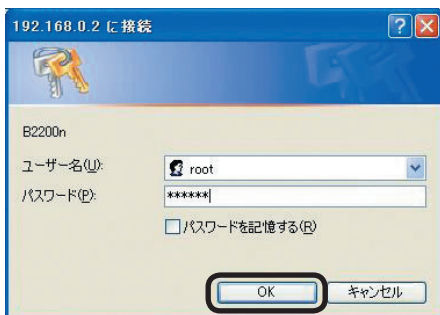 192.168.0.2 に接続
B2200n
ユーザー名(U):
root
パスワード(P):
******
パスワードを記憶する(R)
OK
キャンセル